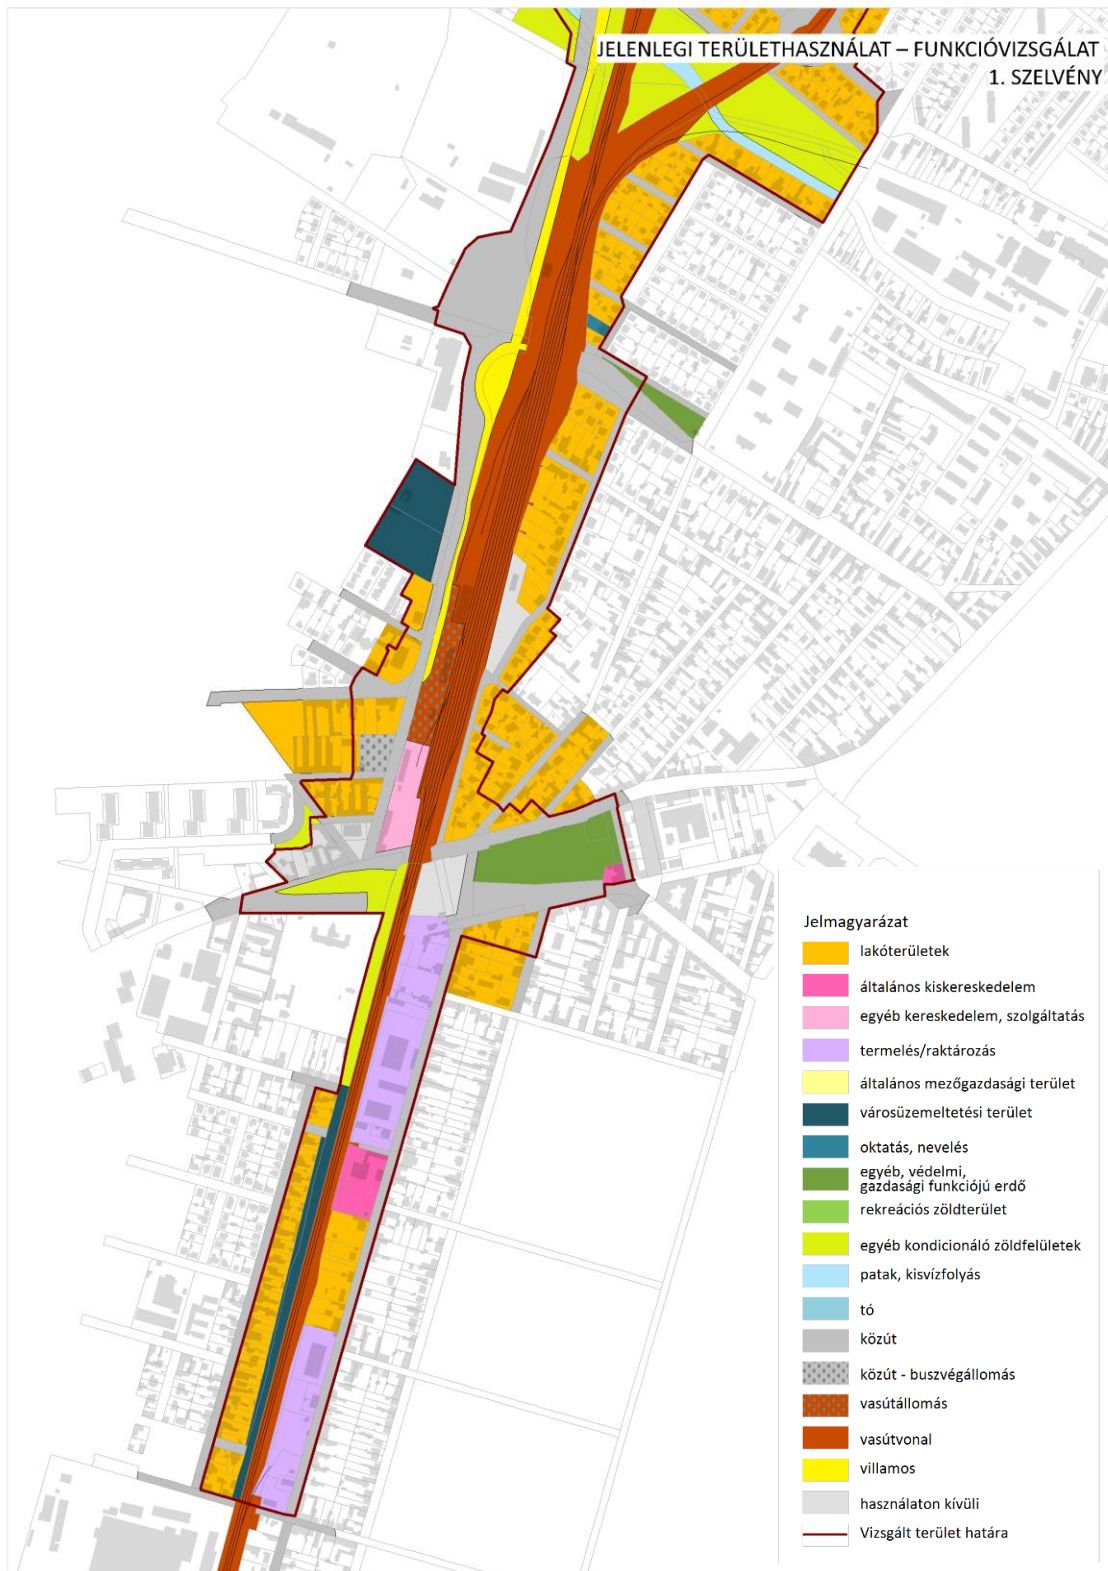 JELENLEGI TERÜLETHASZNÁLAT – FUNKCIÓVIZSGÁLAT
1. SZELVÉNY
Jelmagyarázat
lakóterületek
általános kiskereskedelem
egyéb kereskedelem, szolgáltatás
termelés/raktározás
általános mezőgazdasági terület
városüzemeltetési terület
oktatás, nevelés
egyéb, védelmi,
gazdasági funkciójú erdő
rekreációs zöldterület
egyéb kondicionáló zöldfelületek
patak, kisvízfolyás
tó
közút
közút - buszvégállomás
vasútállomás
vasútvonal
villamos
használaton kívüli
Vizsgált terület határa